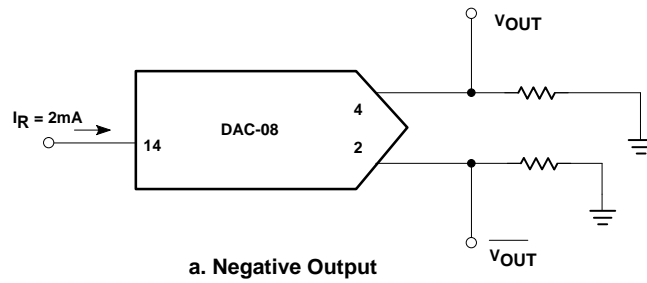 VOUT
IR = 2mA
DAC-08
4
14
2
VOUT
a. Negative Output